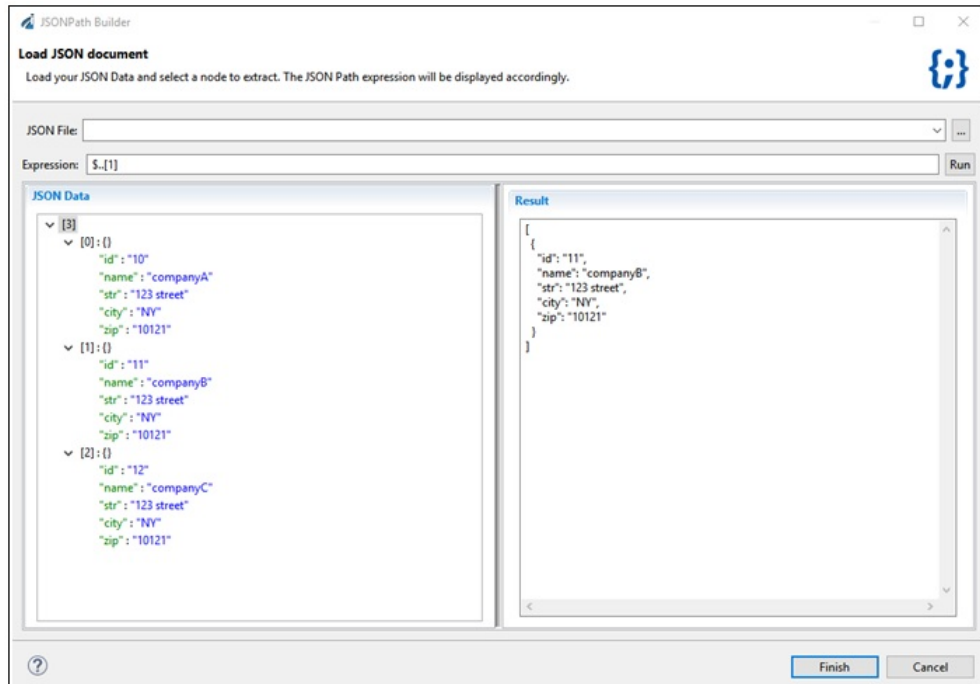 JSONPath Builder
Load JSON document
Load your JSON Data and select a node to extract. The JSON Path expression will be displayed accordingly.
{;}
JSON File:
...
Expression: $..[1]
Run
JSON Data
[3]
[0]:{}
"id" : "10"
"name" : "companyA"
"str" : "123 street"
"city" : "NY"
"zip" : "10121"
[1]:{}
"id" : "11"
"name" : "companyB"
"str" : "123 street"
"city" : "NY"
"zip" : "10121"
[2]:{}
"id" : "12"
"name" : "companyC"
"str" : "123 street"
"city" : "NY"
"zip" : "10121"
Result
[
{
"id": "11",
"name": "companyB",
"str": "123 street",
"city": "NY",
"zip": "10121"
}
]
?
Finish
Cancel